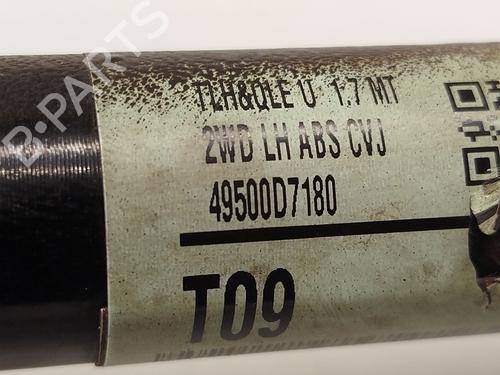 TLH&QLE U 1.7 MT
2WD LH ABS CVJ
49500D7180
T09
B-PARTS